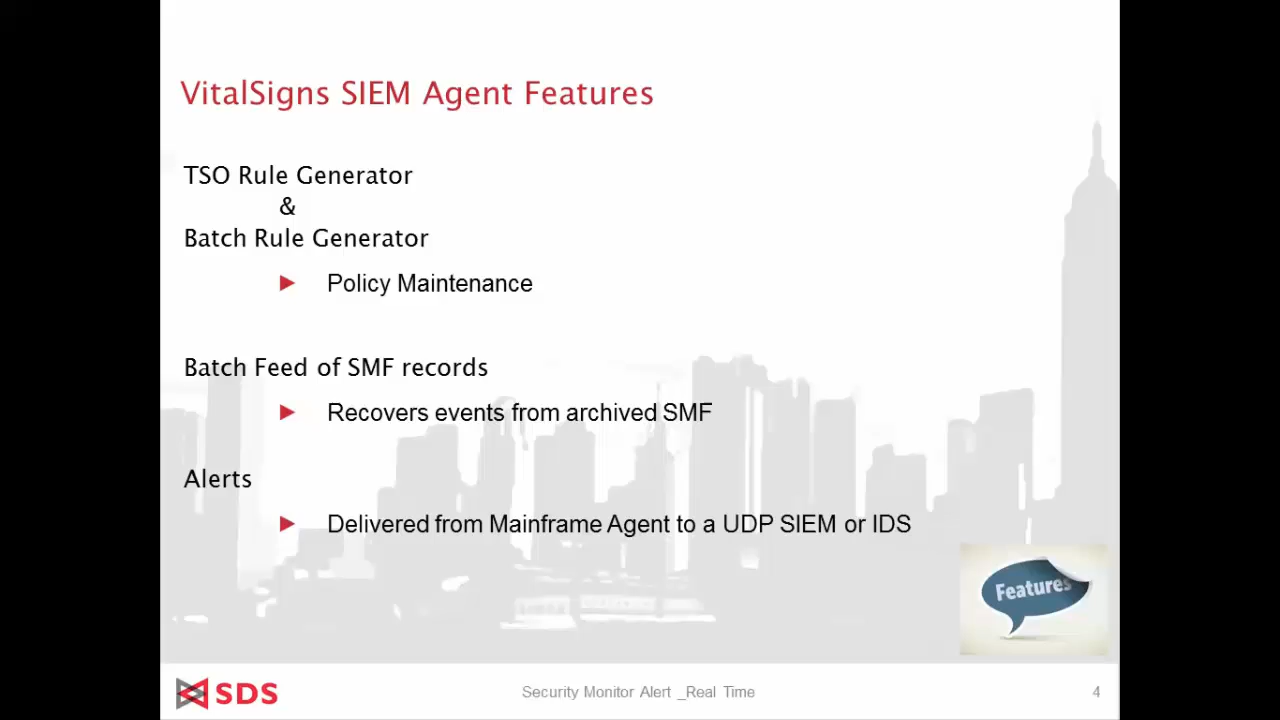 VitalSigns SIEM Agent Features
TSO Rule Generator
&
Batch Rule Generator
Policy Maintenance
Batch Feed of SMF records
Recovers events from archived SMF
Alerts
Delivered from Mainframe Agent to a UDP SIEM or IDS
Features
SDS
Security Monitor Alert _Real Time
4